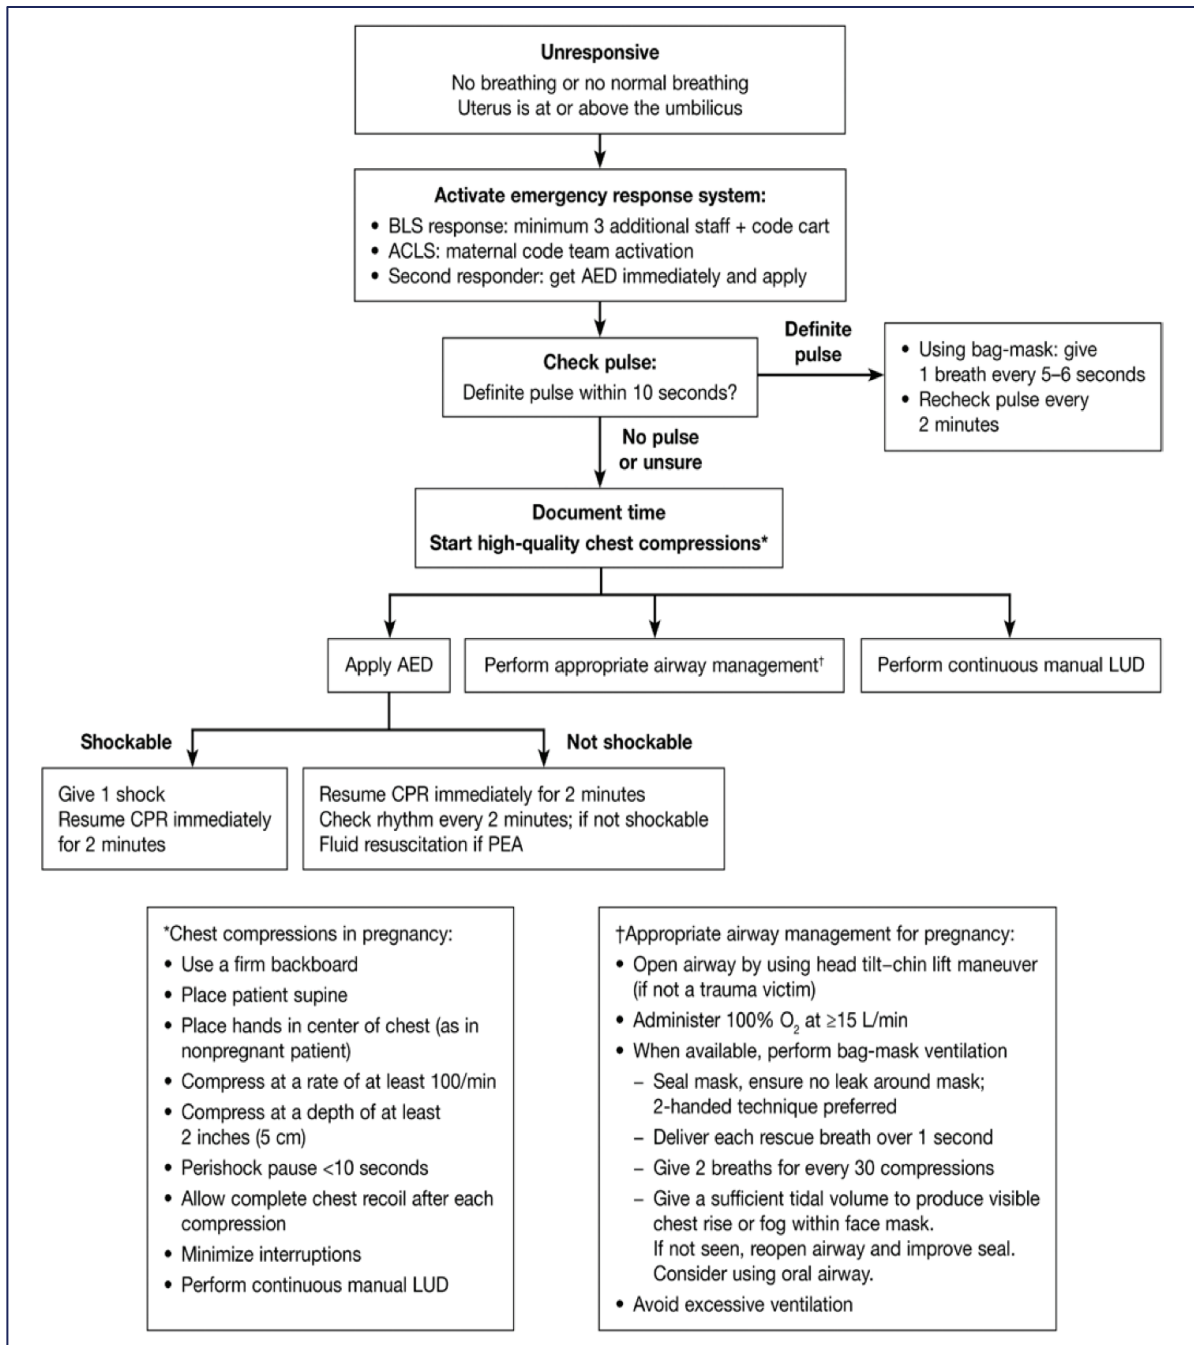 Unresponsive
No breathing or no normal breathing
Uterus is at or above the umbilicus
Activate emergency response system:
• BLS response: minimum 3 additional staff + code cart
• ACLS: maternal code team activation
• Second responder: get AED immediately and apply
Check pulse:
Definite pulse within 10 seconds?
Definite
pulse
• Using bag-mask: give
1 breath every 5–6 seconds
• Recheck pulse every
2 minutes
No pulse
or unsure
Document time
Start high-quality chest compressions*
Apply AED
Perform appropriate airway management†
Perform continuous manual LUD
Shockable
Not shockable
Give 1 shock
Resume CPR immediately
for 2 minutes
Resume CPR immediately for 2 minutes
Check rhythm every 2 minutes; if not shockable
Fluid resuscitation if PEA
*Chest compressions in pregnancy:
• Use a firm backboard
• Place patient supine
• Place hands in center of chest (as in
nonpregnant patient)
• Compress at a rate of at least 100/min
• Compress at a depth of at least
2 inches (5 cm)
• Perishock pause <10 seconds
• Allow complete chest recoil after each
compression
• Minimize interruptions
• Perform continuous manual LUD
†Appropriate airway management for pregnancy:
• Open airway by using head tilt–chin lift maneuver
(if not a trauma victim)
• Administer 100% O2 at ≥15 L/min
• When available, perform bag-mask ventilation
– Seal mask, ensure no leak around mask;
2-handed technique preferred
– Deliver each rescue breath over 1 second
– Give 2 breaths for every 30 compressions
– Give a sufficient tidal volume to produce visible
chest rise or fog within face mask.
If not seen, reopen airway and improve seal.
Consider using oral airway.
• Avoid excessive ventilation